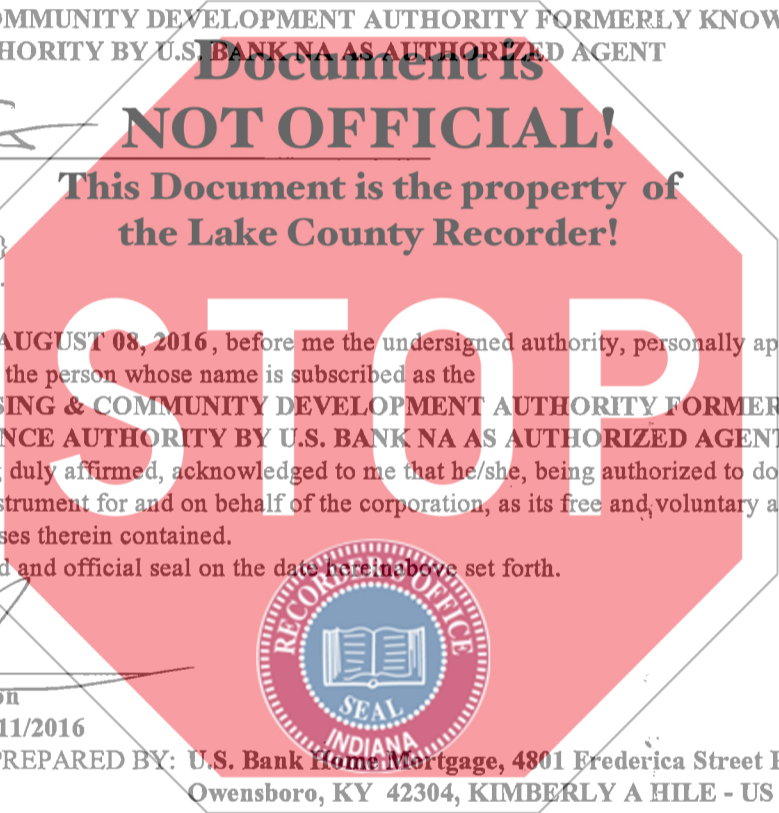 OMMUNITY DEVELOPMENT AUTHORITY FORMERLY KNOW
HORITY BY U.S. BANK NA AS AUTHORIZED AGENT
Document is
NOT OFFICIAL!
This Document is the property of
the Lake County Recorder!
STOP
AUGUST 08, 2016, before me the undersigned authority, personally ap
the person whose name is subscribed as the
SING & COMMUNITY DEVELOPMENT AUTHORITY FORMER
NCE AUTHORITY BY U.S. BANK NA AS AUTHORIZED AGENT
duly affirmed, acknowledged to me that he/she, being authorized to do
strument for and on behalf of the corporation, as its free and voluntary a
ses therein contained.
d and official seal on the date hereinabove set forth.
RECORDER'S OFFICE
SEAL
INDIANA
on
11/2016
PREPARED BY: U.S. Bank Home Mortgage, 4801 Frederica Street
Owensboro, KY 42304, KIMBERLY A HILE - US